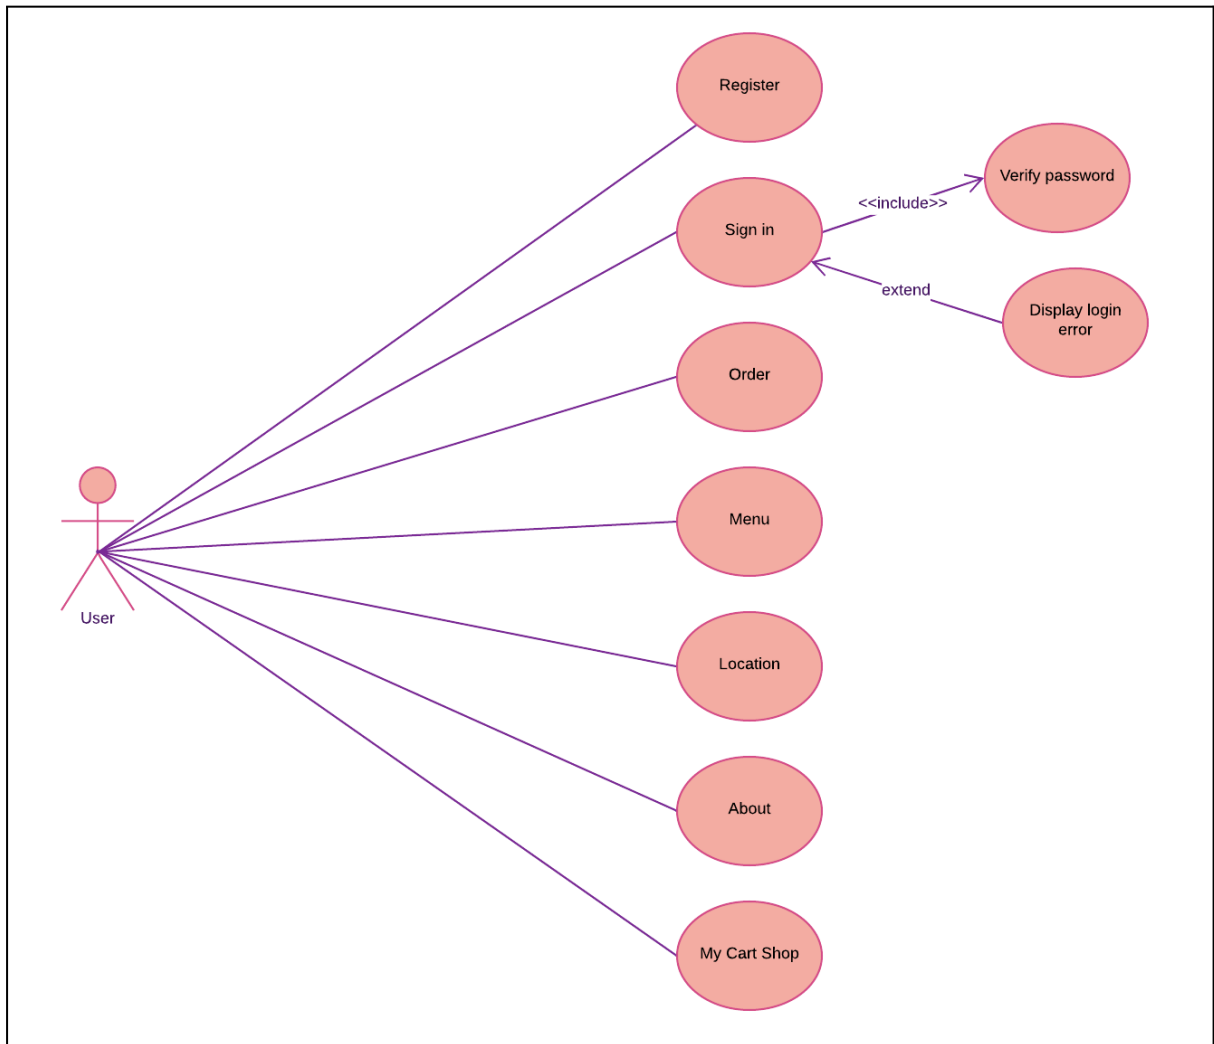 Register
Verify password
<<include>>
Sign in
extend
Display login
error
Order
Menu
User
Location
About
My Cart Shop